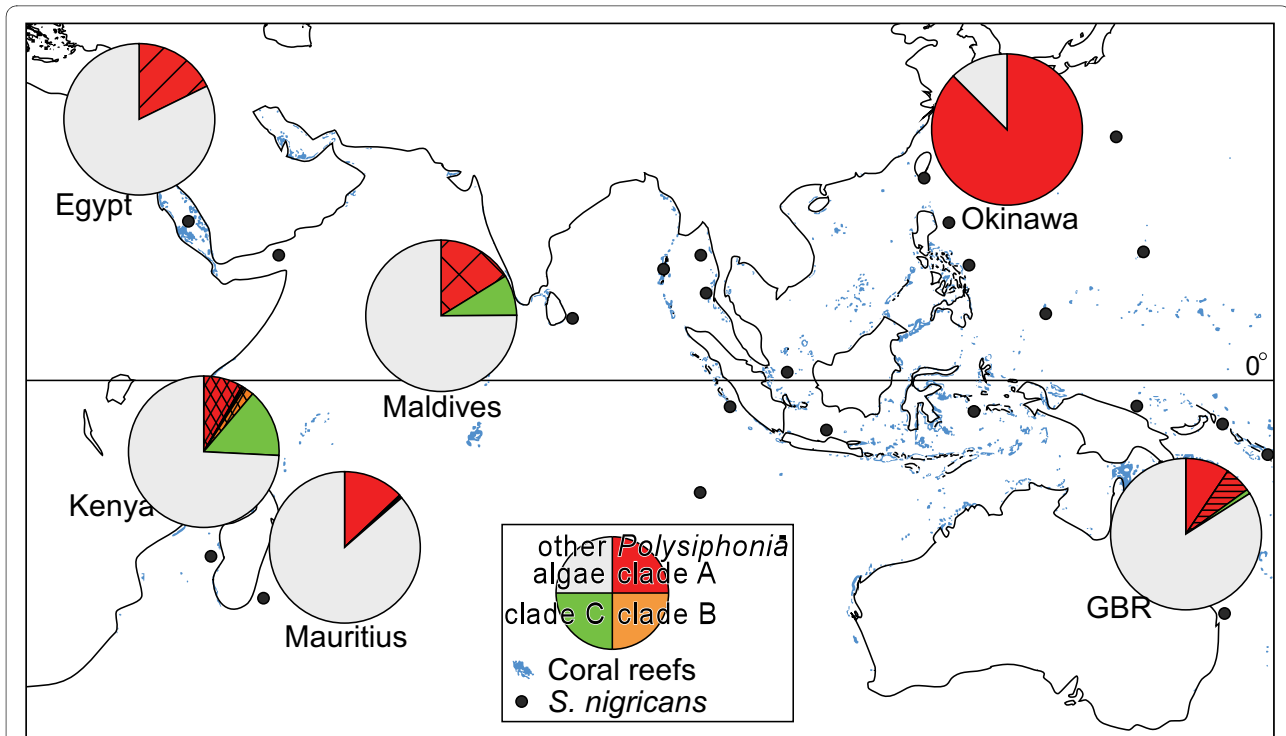 Egypt
Okinawa
Maldives
0°
Kenya
Mauritius
GBR
other Polysiphonia
algae clade A
clade C clade B
Coral reefs
S. nigricans